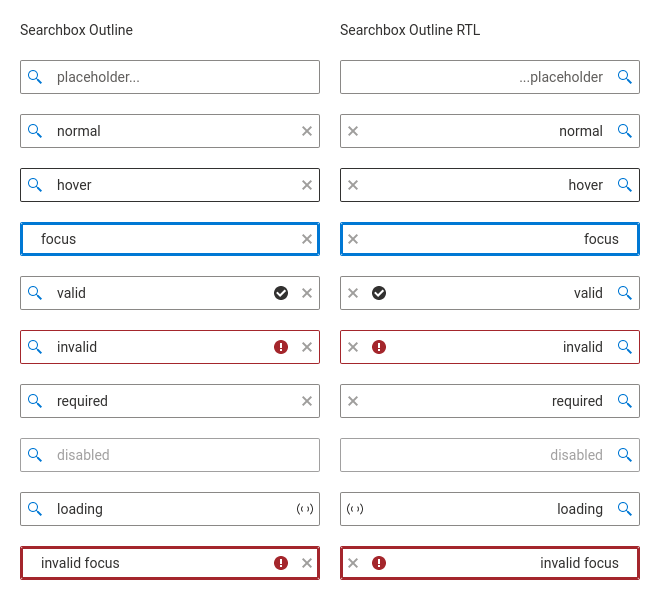 Searchbox Outline
placeholder...
normal
hover
focus
valid
invalid
required
disabled
loading
invalid focus
Searchbox Outline RTL
...placeholder
normal
hover
focus
valid
invalid
required
disabled
loading
invalid focus